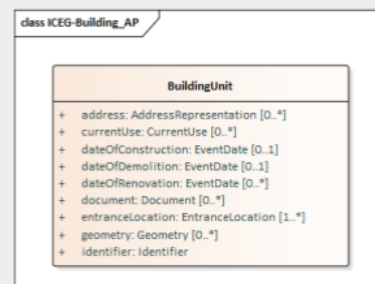 class ICEG-Building_AP
BuildingUnit
+ address: AddressRepresentation [0..*]
+ currentUse: CurrentUse [0..*]
+ dateOfConstruction: EventDate [0..1]
+ dateOfDemolition: EventDate [0..1]
+ dateOfRenovation: EventDate [0..*]
+ document: Document [0..*]
+ entranceLocation: EntranceLocation [1..*]
+ geometry: Geometry [0..*]
+ identifier: Identifier